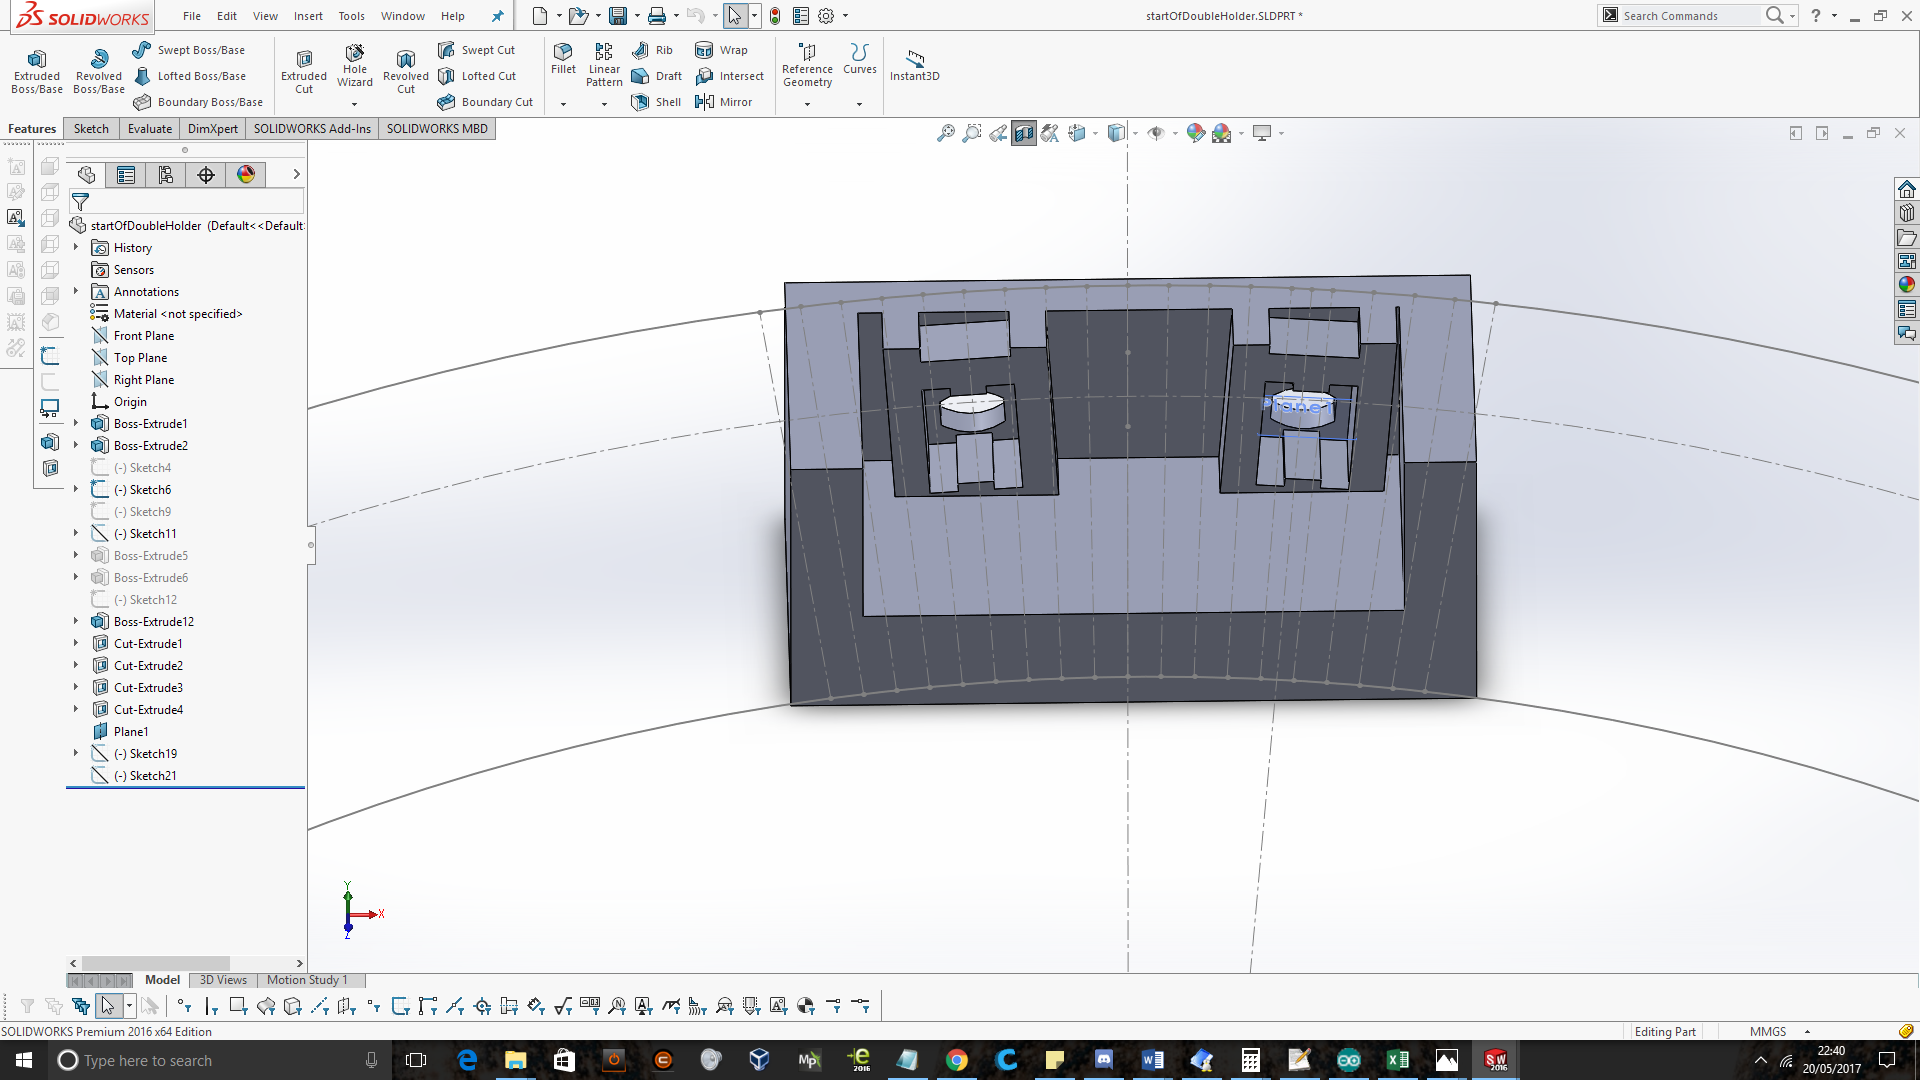 SOLIDWORKS File Edit View Insert Tools Window Help startOfDoubleHolder.SLDPRT * Search Commands ?
Extruded Boss/Base
Revolved Boss/Base
Swept Boss/Base
Lofted Boss/Base
Boundary Boss/Base
Extruded Cut
Hole Wizard
Revolved Cut
Swept Cut
Lofted Cut
Boundary Cut
Fillet
Linear Pattern
Rib
Draft
Shell
Wrap
Intersect
Mirror
Reference Geometry
Curves
Instant3D
Features Sketch Evaluate DimXpert SOLIDWORKS Add-Ins SOLIDWORKS MBD
startOfDoubleHolder (Default<<Default
History
Sensors
Annotations
Material <not specified>
Front Plane
Top Plane
Right Plane
Origin
Boss-Extrude1
Boss-Extrude2
(-) Sketch4
(-) Sketch6
(-) Sketch9
(-) Sketch11
Boss-Extrude5
Boss-Extrude6
(-) Sketch12
Boss-Extrude12
Cut-Extrude1
Cut-Extrude2
Cut-Extrude3
Cut-Extrude4
Plane1
(-) Sketch19
(-) Sketch21
Plane1
Y
X
Z
Model 3D Views Motion Study 1
SOLIDWORKS Premium 2016 x64 Edition Editing Part MMGS
Type here to search
22:40
20/05/2017